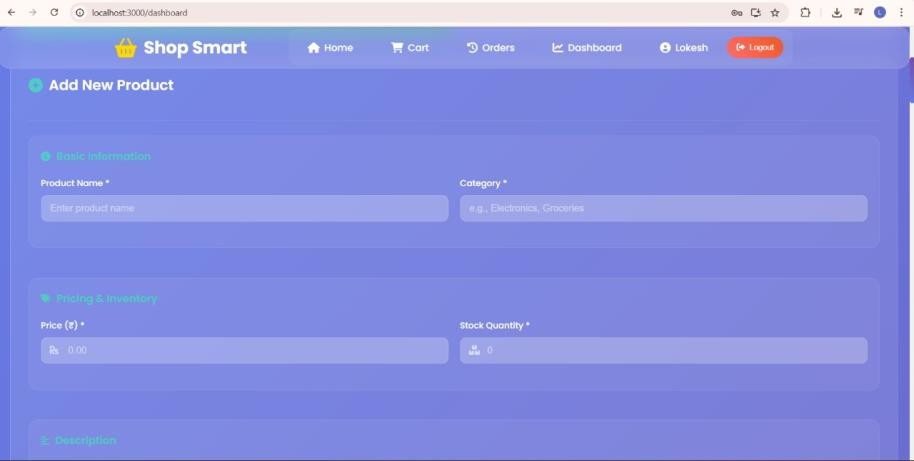 localhost:3000/dashboard
L
Shop Smart
Home
Cart
Orders
Dashboard
Lokesh
Logout
Add New Product
Basic Information
Product Name *
Category *
Enter product name
e.g., Electronics, Groceries
Pricing & Inventory
Price (₹) *
Stock Quantity *
0.00
0
Description